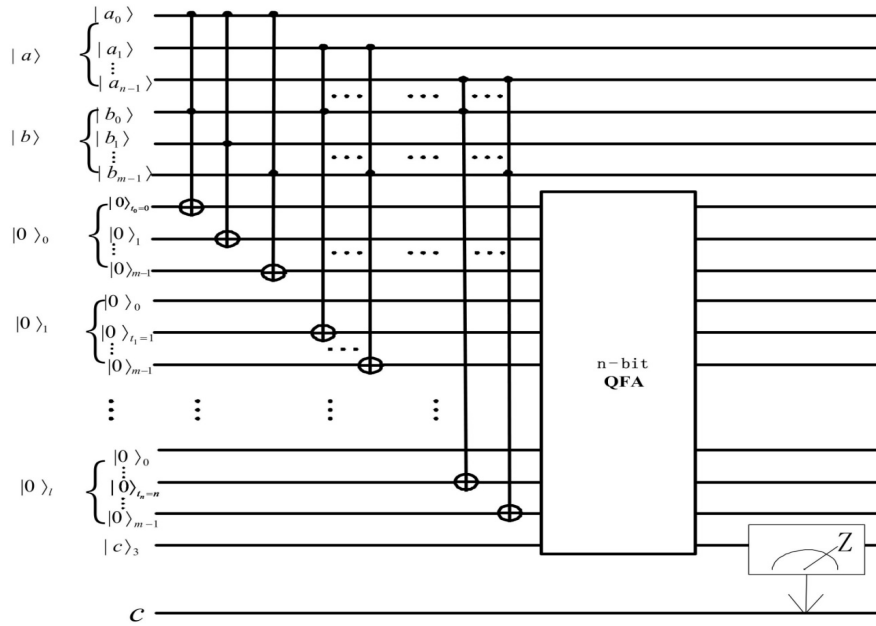 | a⟩
| a₀⟩
| a₁⟩
⋮
| aₙ₋₁⟩
| b⟩
| b₀⟩
| b₁⟩
⋮
| bₘ₋₁⟩
|0 ⟩₀
| 0⟩ₜ₀₌₀
|0 ⟩₁
⋮
|0⟩ₘ₋₁
|0 ⟩₁
|0 ⟩₀
|0 ⟩ₜ₁₌₁
⋮
|0⟩ₘ₋₁
n-bit
QFA
|0 ⟩ₗ
|0 ⟩₀
⋮
| 0⟩ₜₙ₌ₙ
⋮
|0⟩ₘ₋₁
| c⟩₃
Z
c